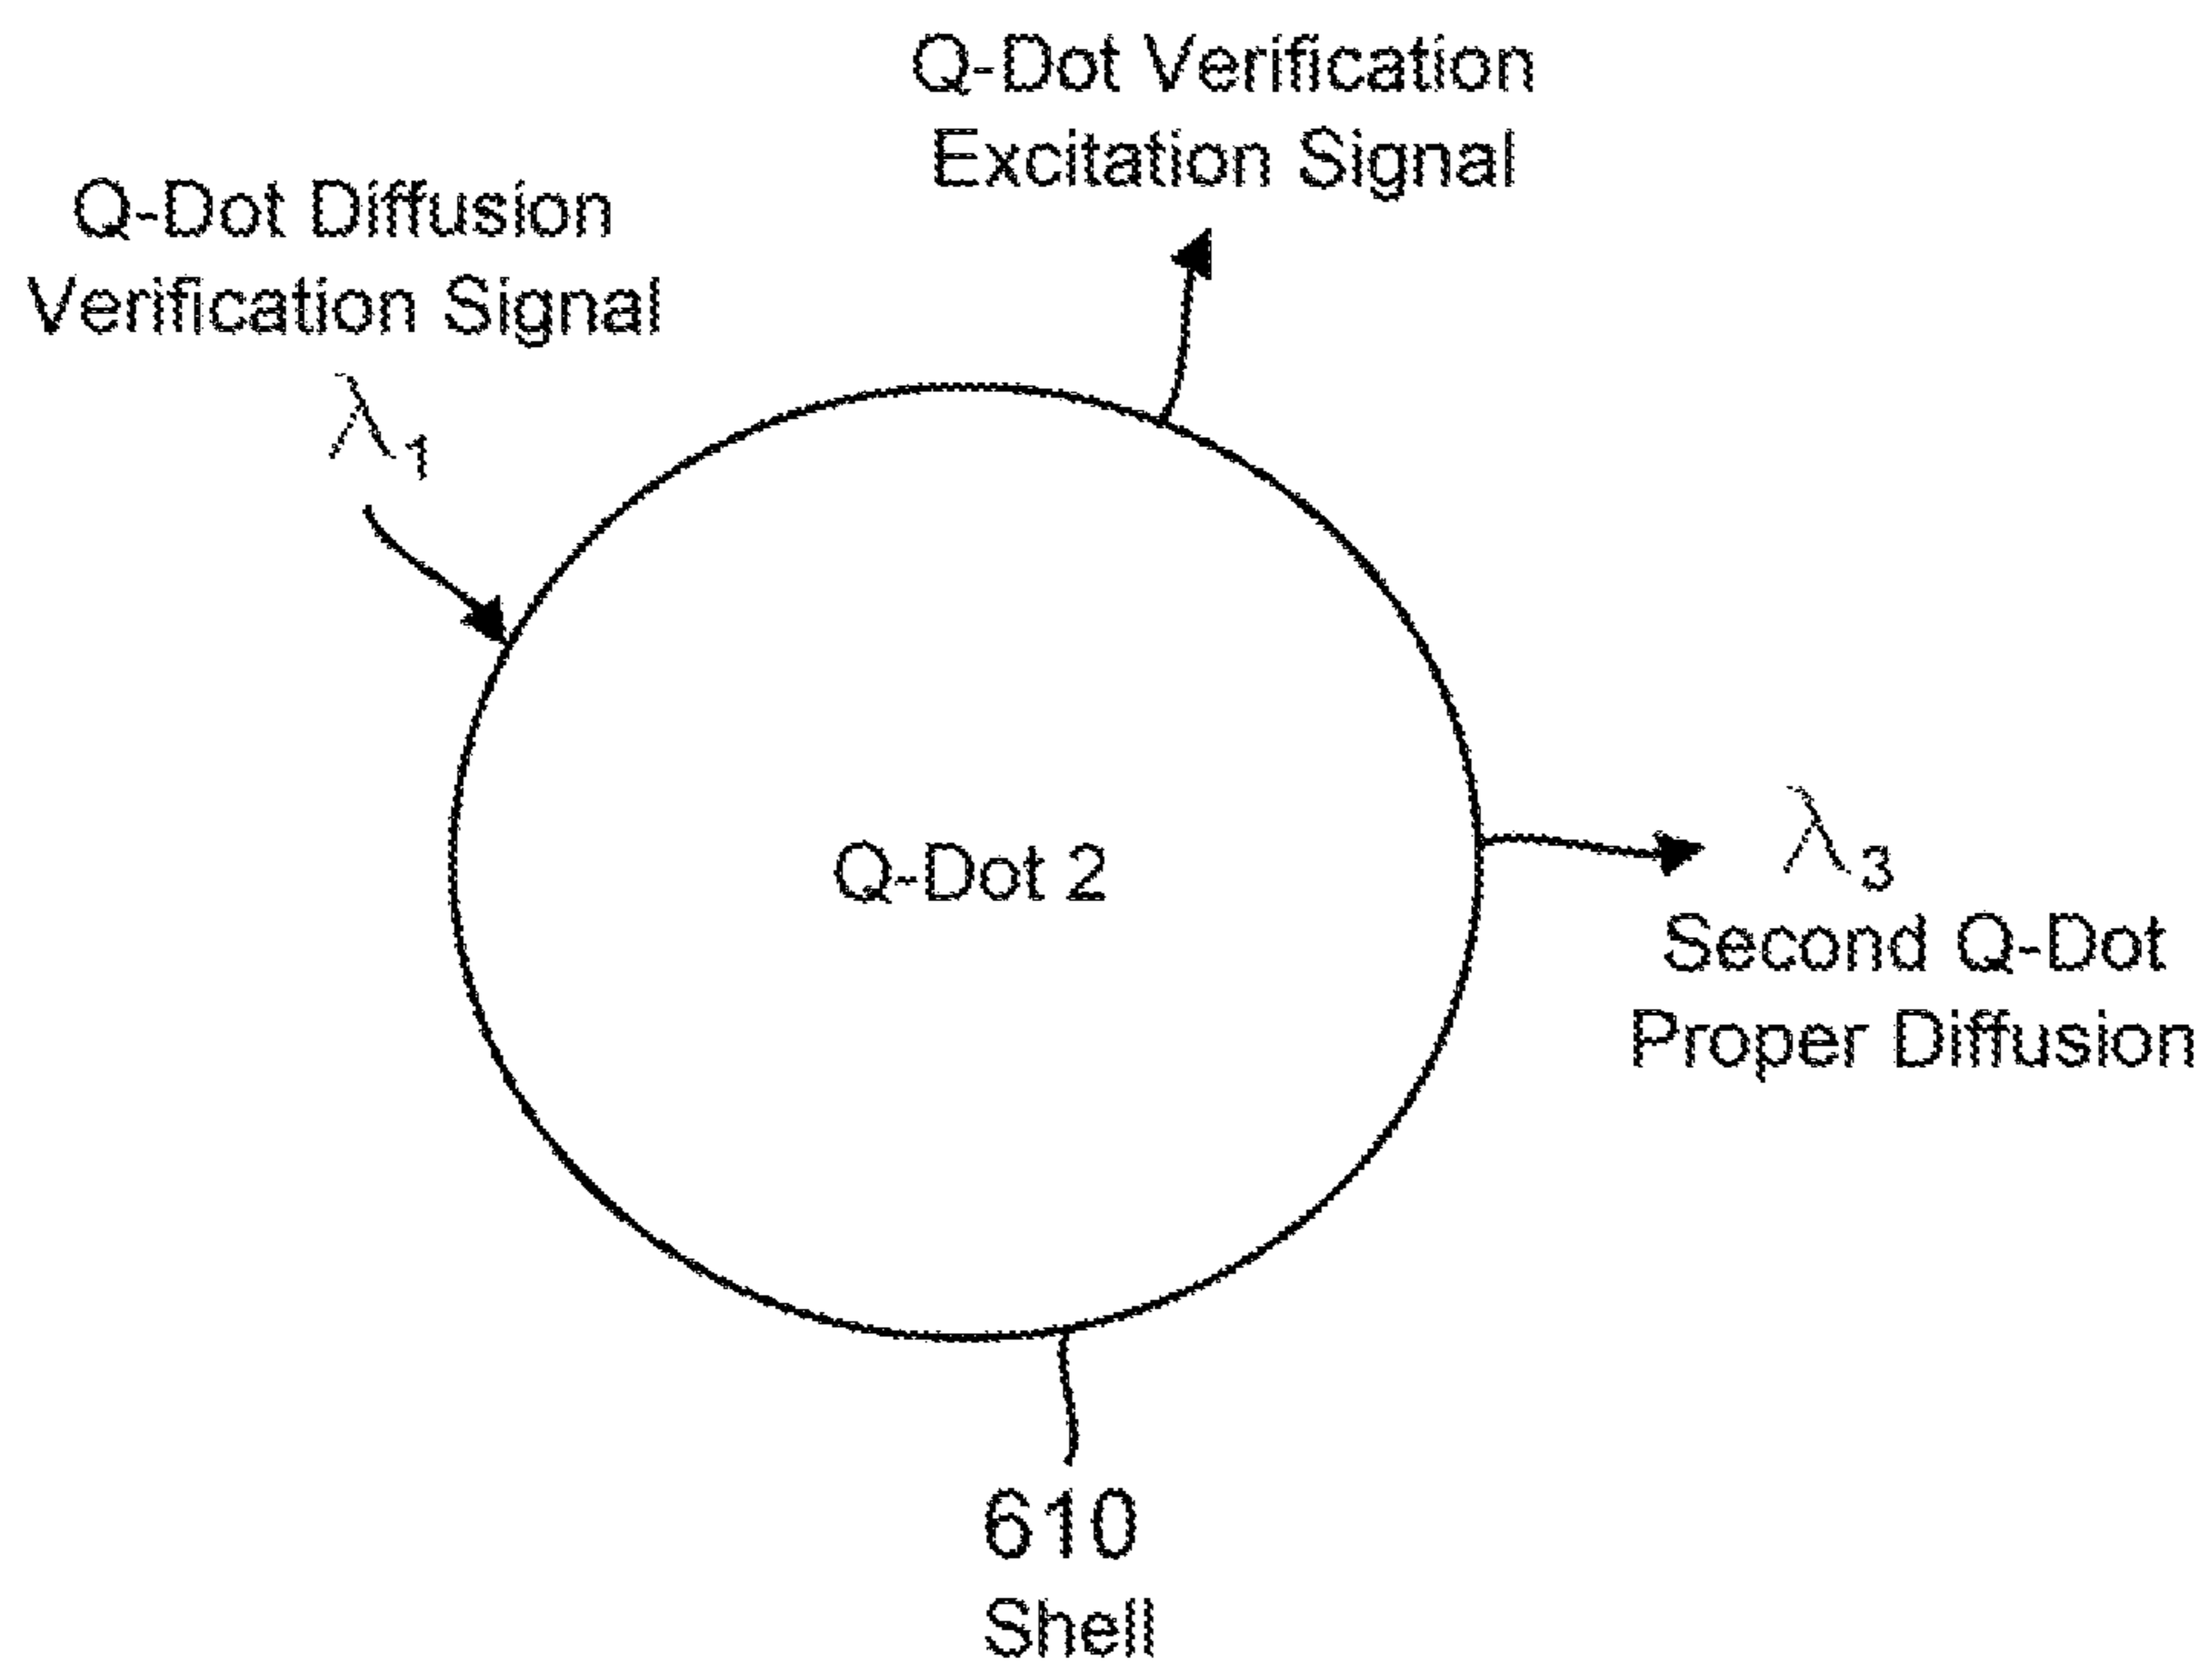 Q-Dot Verification
Excitation Signal
Q-Dot Diffusion
Verification Signal
λ1
Q-Dot 2
λ3
Second Q-Dot
Proper Diffusion
610
Shell